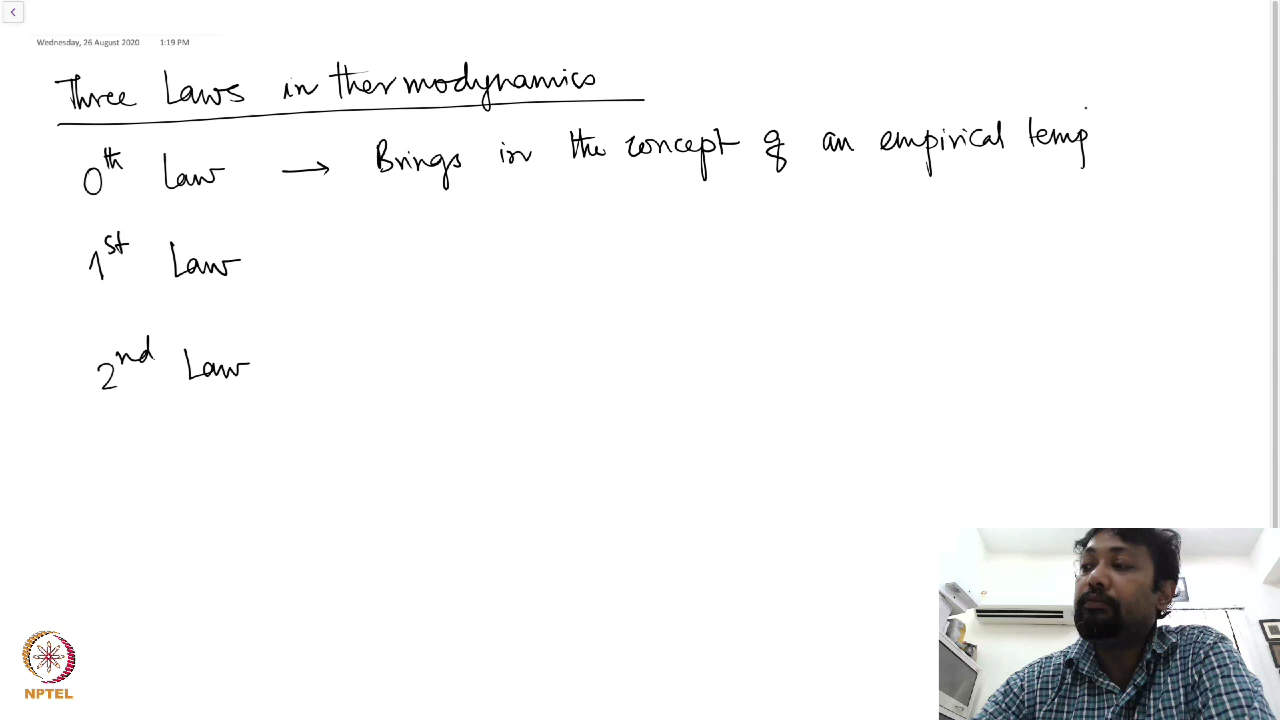 Wednesday, 26 August 2020 1:19 PM
Three Laws in thermodynamics
0th Law → Brings in the concept of an empirical temp
1st Law
2nd Law
NPTEL